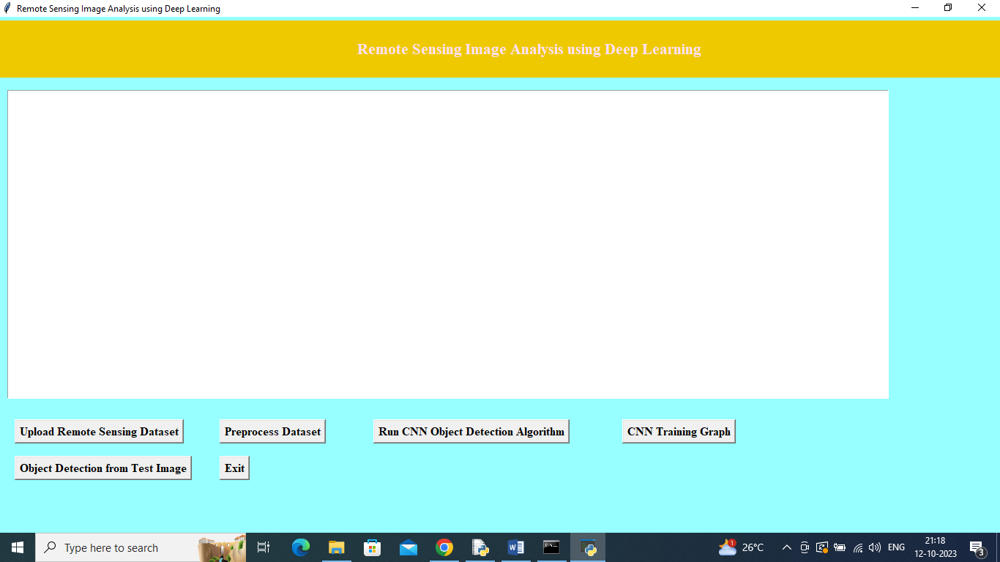 Remote Sensing Image Analysis using Deep Learning
Remote Sensing Image Analysis using Deep Learning
Upload Remote Sensing Dataset
Preprocess Dataset
Run CNN Object Detection Algorithm
CNN Training Graph
Object Detection from Test Image
Exit
Type here to search
1
26°C
ENG
21:18
12-10-2023
3